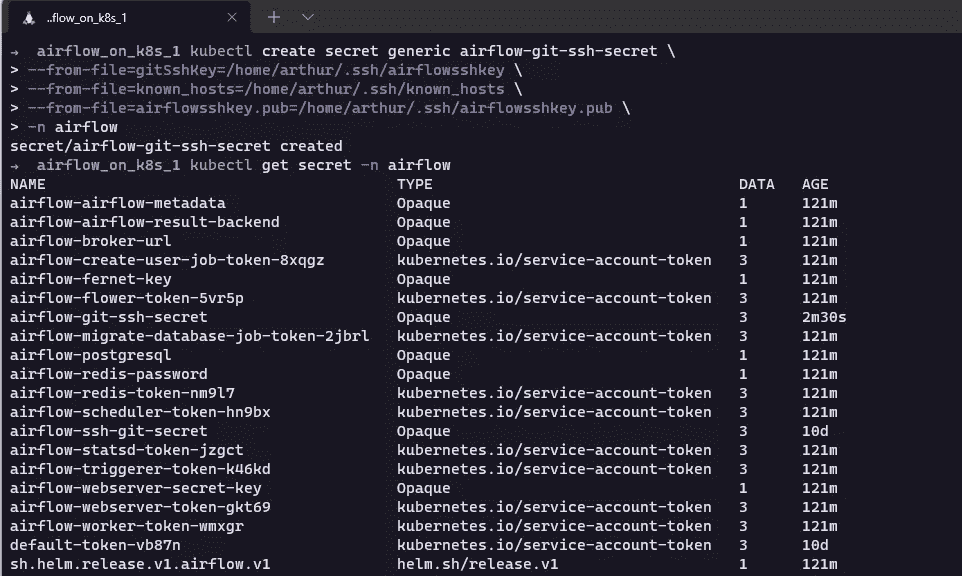 ..flow_on_k8s_1
→ airflow_on_k8s_1 kubectl create secret generic airflow-git-ssh-secret \
> --from-file=gitSshKey=/home/arthur/.ssh/airflowsshkey \
> --from-file=known_hosts=/home/arthur/.ssh/known_hosts \
> --from-file=airflowsshkey.pub=/home/arthur/.ssh/airflowsshkey.pub \
> -n airflow
secret/airflow-git-ssh-secret created
→ airflow_on_k8s_1 kubectl get secret -n airflow
NAME TYPE DATA AGE
airflow-airflow-metadata Opaque 1 121m
airflow-airflow-result-backend Opaque 1 121m
airflow-broker-url Opaque 1 121m
airflow-create-user-job-token-8xqgz kubernetes.io/service-account-token 3 121m
airflow-fernet-key Opaque 1 121m
airflow-flower-token-5vr5p kubernetes.io/service-account-token 3 121m
airflow-git-ssh-secret Opaque 3 2m30s
airflow-migrate-database-job-token-2jbrl kubernetes.io/service-account-token 3 121m
airflow-postgresql Opaque 1 121m
airflow-redis-password Opaque 1 121m
airflow-redis-token-nm9l7 kubernetes.io/service-account-token 3 121m
airflow-scheduler-token-hn9bx kubernetes.io/service-account-token 3 121m
airflow-ssh-git-secret Opaque 3 10d
airflow-statsd-token-jzgct kubernetes.io/service-account-token 3 121m
airflow-triggerer-token-k46kd kubernetes.io/service-account-token 3 121m
airflow-webserver-secret-key Opaque 1 121m
airflow-webserver-token-gkt69 kubernetes.io/service-account-token 3 121m
airflow-worker-token-wmxgr kubernetes.io/service-account-token 3 121m
default-token-vb87n kubernetes.io/service-account-token 3 10d
sh.helm.release.v1.airflow.v1 helm.sh/release.v1 1 121m